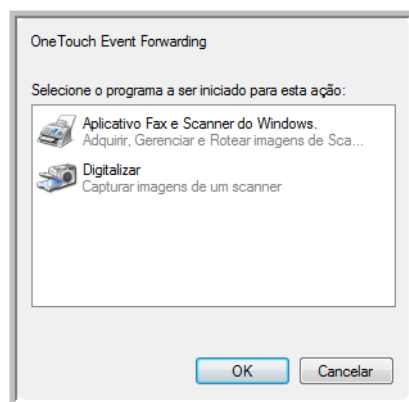 OneTouch Event Forwarding
Selecione o programa a ser iniciado para esta ação:
Aplicativo Fax e Scanner do Windows.
Adquirir, Gerenciar e Rotear imagens de Sca...
Digitalizar
Capturar imagens de um scanner
OK Cancelar